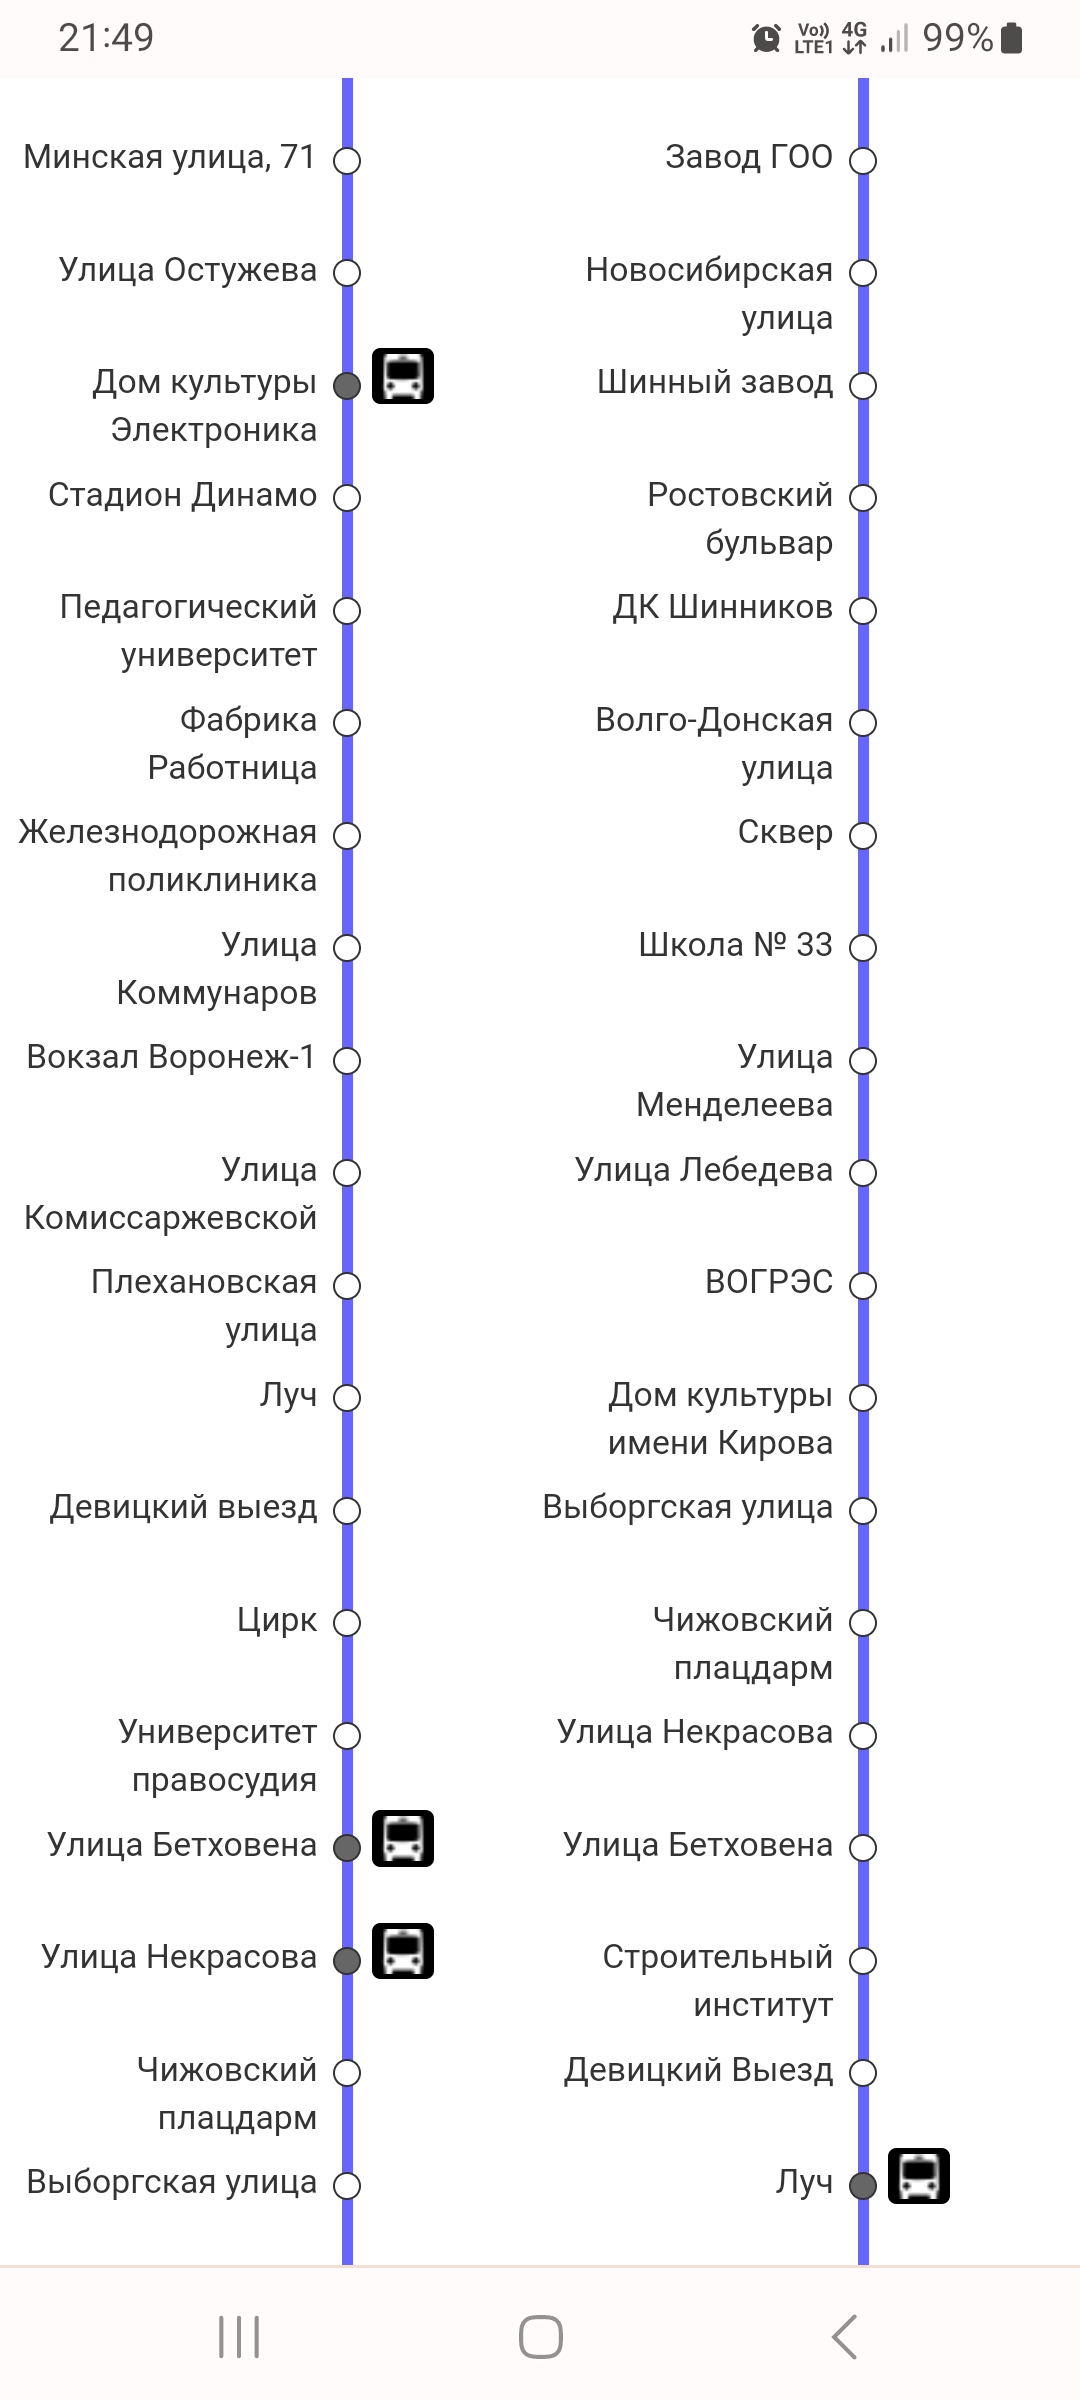 21:49
Vo)) LTE1 4G 99%
Минская улица, 71
Улица Остужева
Дом культуры
Электроника
Стадион Динамо
Педагогический
университет
Фабрика
Работница
Железнодорожная
поликлиника
Улица
Коммунаров
Вокзал Воронеж-1
Улица
Комиссаржевской
Плехановская
улица
Луч
Девицкий выезд
Цирк
Университет
правосудия
Улица Бетховена
Улица Некрасова
Чижовский
плацдарм
Выборгская улица
Завод ГОО
Новосибирская
улица
Шинный завод
Ростовский
бульвар
ДК Шинников
Волго-Донская
улица
Сквер
Школа № 33
Улица
Менделеева
Улица Лебедева
ВОГРЭС
Дом культуры
имени Кирова
Выборгская улица
Чижовский
плацдарм
Улица Некрасова
Улица Бетховена
Строительный
институт
Девицкий Выезд
Луч